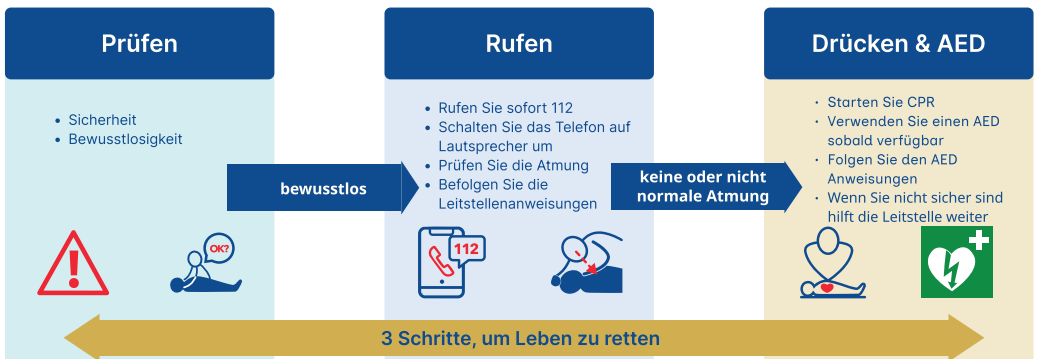 Prüfen
Sicherheit
Bewusstlosigkeit
OK?
bewusstlos
Rufen
Rufen Sie sofort 112
Schalten Sie das Telefon auf
Lautsprecher um
Prüfen Sie die Atmung
Befolgen Sie die
Leitstellenanweisungen
112
keine oder nicht
normale Atmung
Drücken & AED
Starten Sie CPR
Verwenden Sie einen AED
sobald verfügbar
Folgen Sie den AED
Anweisungen
Wenn Sie nicht sicher sind
hilft die Leitstelle weiter
3 Schritte, um Leben zu retten